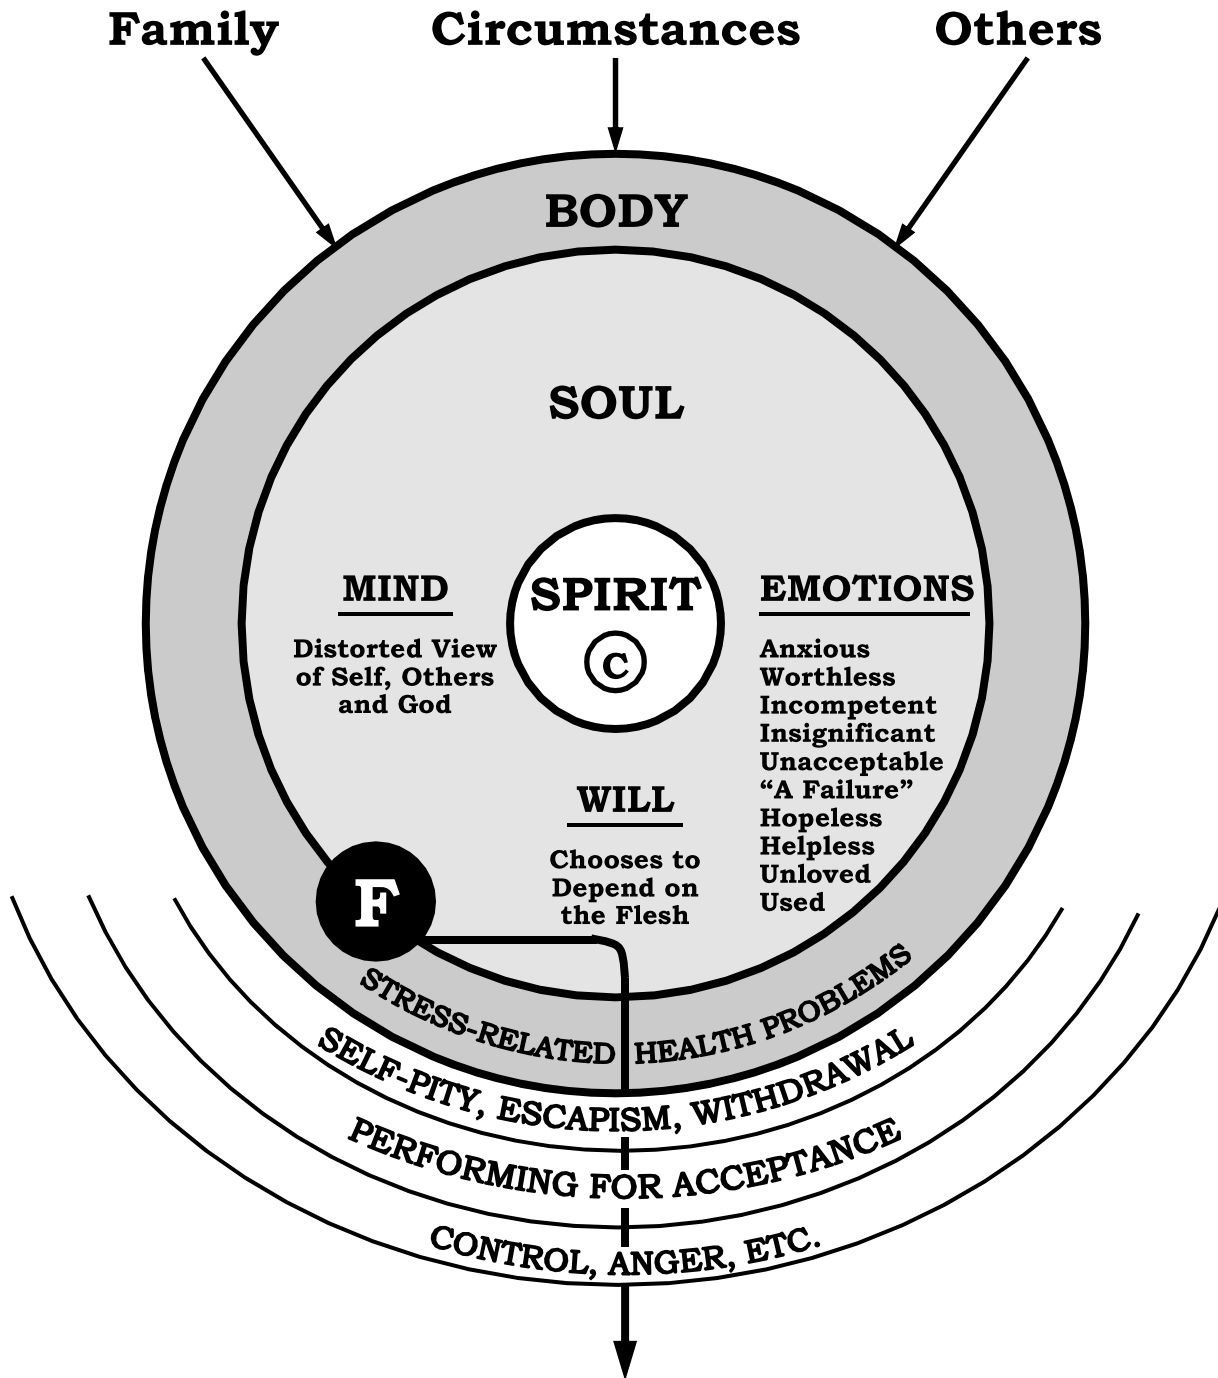 Family
Circumstances
Others
BODY
SOUL
SPIRIT
C
MIND
Distorted View
of Self, Others
and God
EMOTIONS
Anxious
Worthless
Incompetent
Insignificant
Unacceptable
“A Failure”
Hopeless
Helpless
Unloved
Used
WILL
Chooses to
Depend on
the Flesh
F
STRESS-RELATED HEALTH PROBLEMS
SELF-PITY, ESCAPISM, WITHDRAWAL
PERFORMING FOR ACCEPTANCE
CONTROL, ANGER, ETC.